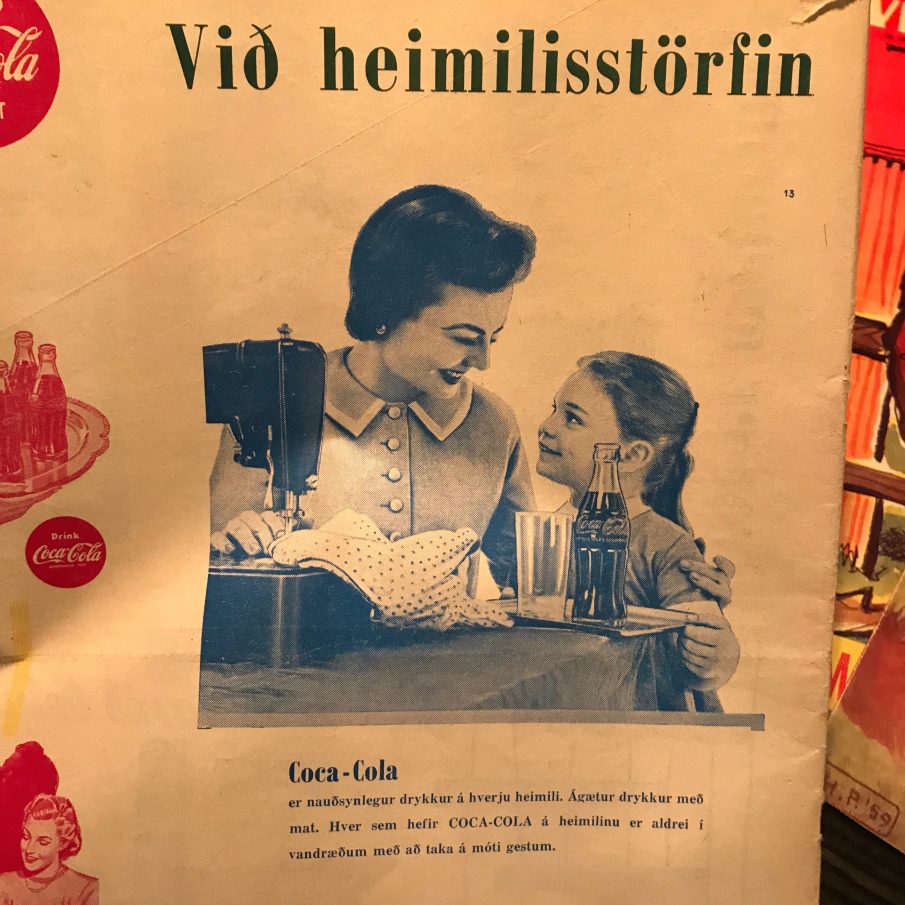 Við heimilisstörfin
13
Drink
Coca-Cola
Coca-Cola
Coca-Cola
er nauðsynlegur drykkur á hverju heimili. Ágætur drykkur með
mat. Hver sem hefir COCA-COLA á heimilinu er aldrei í
vandræðum með að taka á móti gestum.
H.P. '59